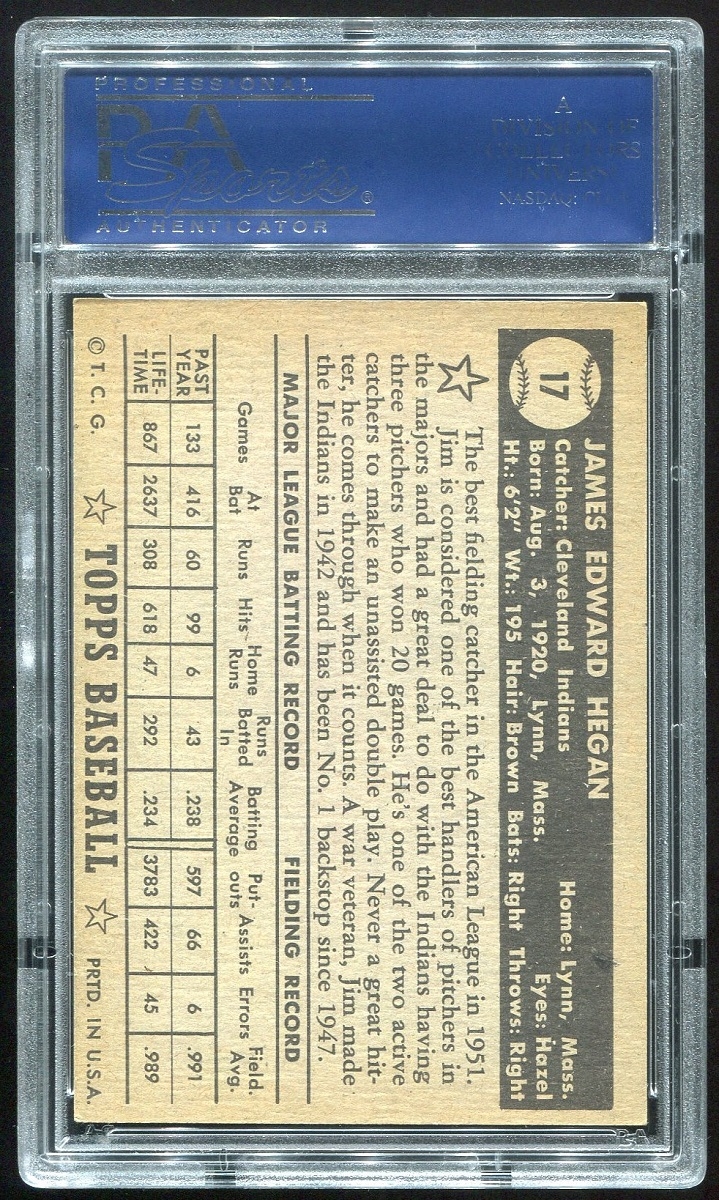 PROFESSIONAL
PSA
Sports ®
AUTHENTICATOR
A
DIVISION OF
COLLECTORS
UNIVERSE
NASDAQ:
17
JAMES EDWARD HEGAN
Catcher: Cleveland Indians Home: Lynn, Mass.
Born: Aug. 3, 1920, Lynn, Mass. Eyes: Hazel
Ht.: 6'2" Wt.: 195 Hair: Brown Bats: Right Throws: Right
The best fielding catcher in the American League in 1951.
Jim is considered one of the best handlers of pitchers in
the majors and had a great deal to do with the Indians having
three pitchers who won 20 games. He's one of the two active
catchers to make an unassisted double play. Never a great hit-
ter, he comes through when it counts. A war veteran, Jim made
the Indians in 1942 and has been No. 1 backstop since 1947.
MAJOR LEAGUE BATTING RECORD FIELDING RECORD
Games At Bat Runs Hits Home Runs Runs Batted In Batting Average Put-outs Assists Errors Field. Avg.
PAST YEAR 133 416 60 99 6 43 .238 597 66 6 .991
LIFE-TIME 867 2637 308 618 47 292 .234 3783 422 45 .989
© T. C. G. ☆ TOPPS BASEBALL ☆ PRTD. IN U.S.A.